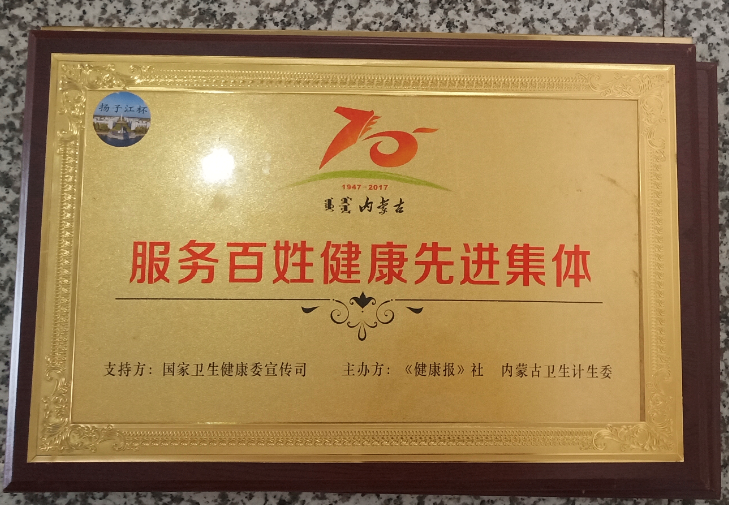 扬子江杯
70
1947-2017
内蒙古
服务百姓健康先进集体
支持方：国家卫生健康委宣传司 主办方：《健康报》社 内蒙古卫生计生委